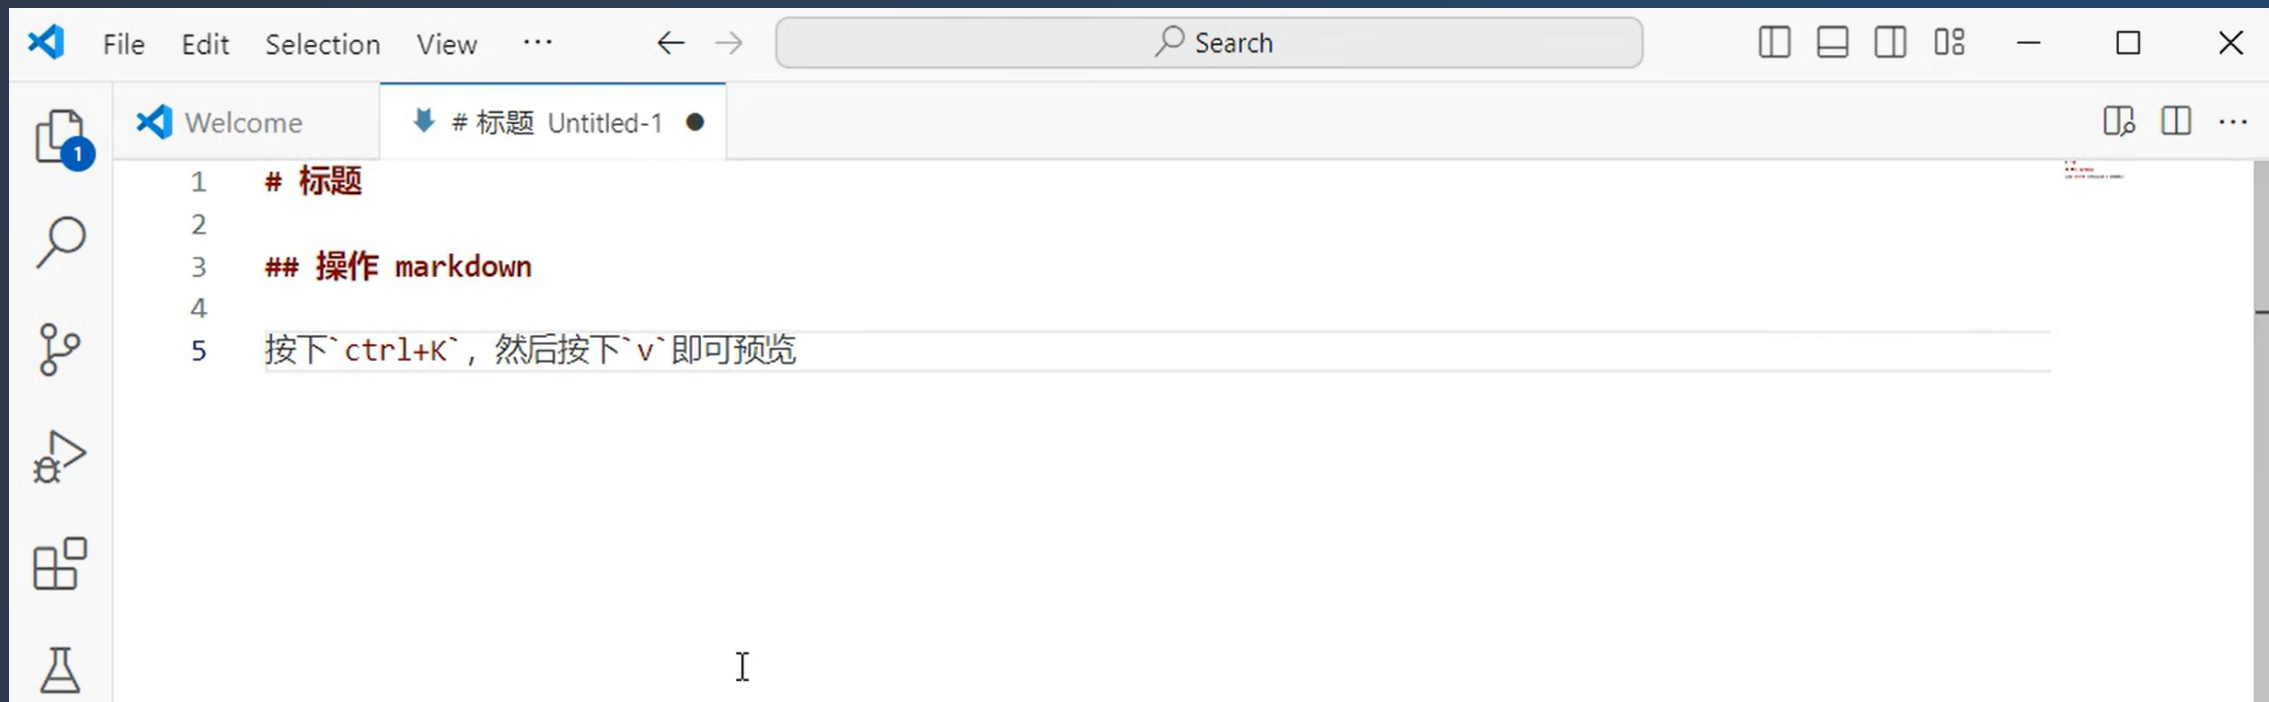 File Edit Selection View ··· Search
Welcome # 标题 Untitled-1
1 # 标题
2
3 ## 操作 markdown
4
5 按下`ctrl+K`, 然后按下`v`即可预览
1